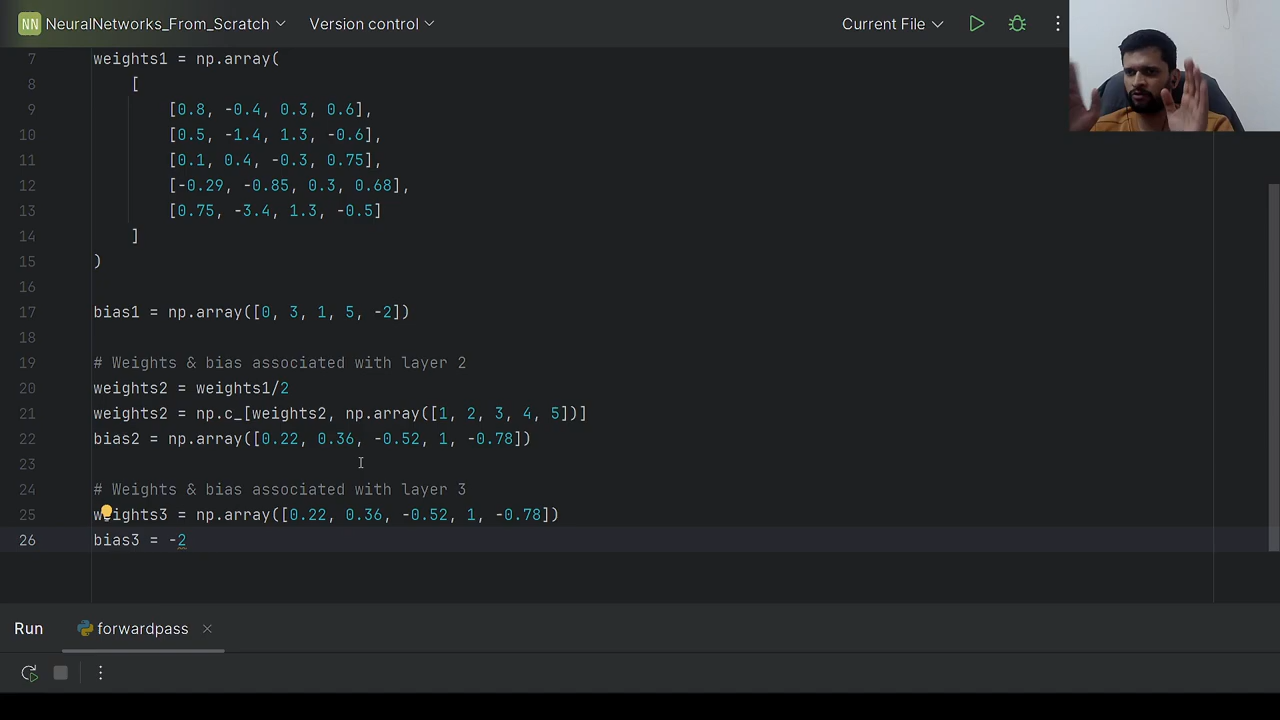 NN NeuralNetworks_From_Scratch Version control Current File
7 weights1 = np.array(
8 [
9 [0.8, -0.4, 0.3, 0.6],
10 [0.5, -1.4, 1.3, -0.6],
11 [0.1, 0.4, -0.3, 0.75],
12 [-0.29, -0.85, 0.3, 0.68],
13 [0.75, -3.4, 1.3, -0.5]
14 ]
15 )
16
17 bias1 = np.array([0, 3, 1, 5, -2])
18
19 # Weights & bias associated with layer 2
20 weights2 = weights1/2
21 weights2 = np.c_[weights2, np.array([1, 2, 3, 4, 5])]
22 bias2 = np.array([0.22, 0.36, -0.52, 1, -0.78])
23
24 # Weights & bias associated with layer 3
25 weights3 = np.array([0.22, 0.36, -0.52, 1, -0.78])
26 bias3 = -2
Run forwardpass